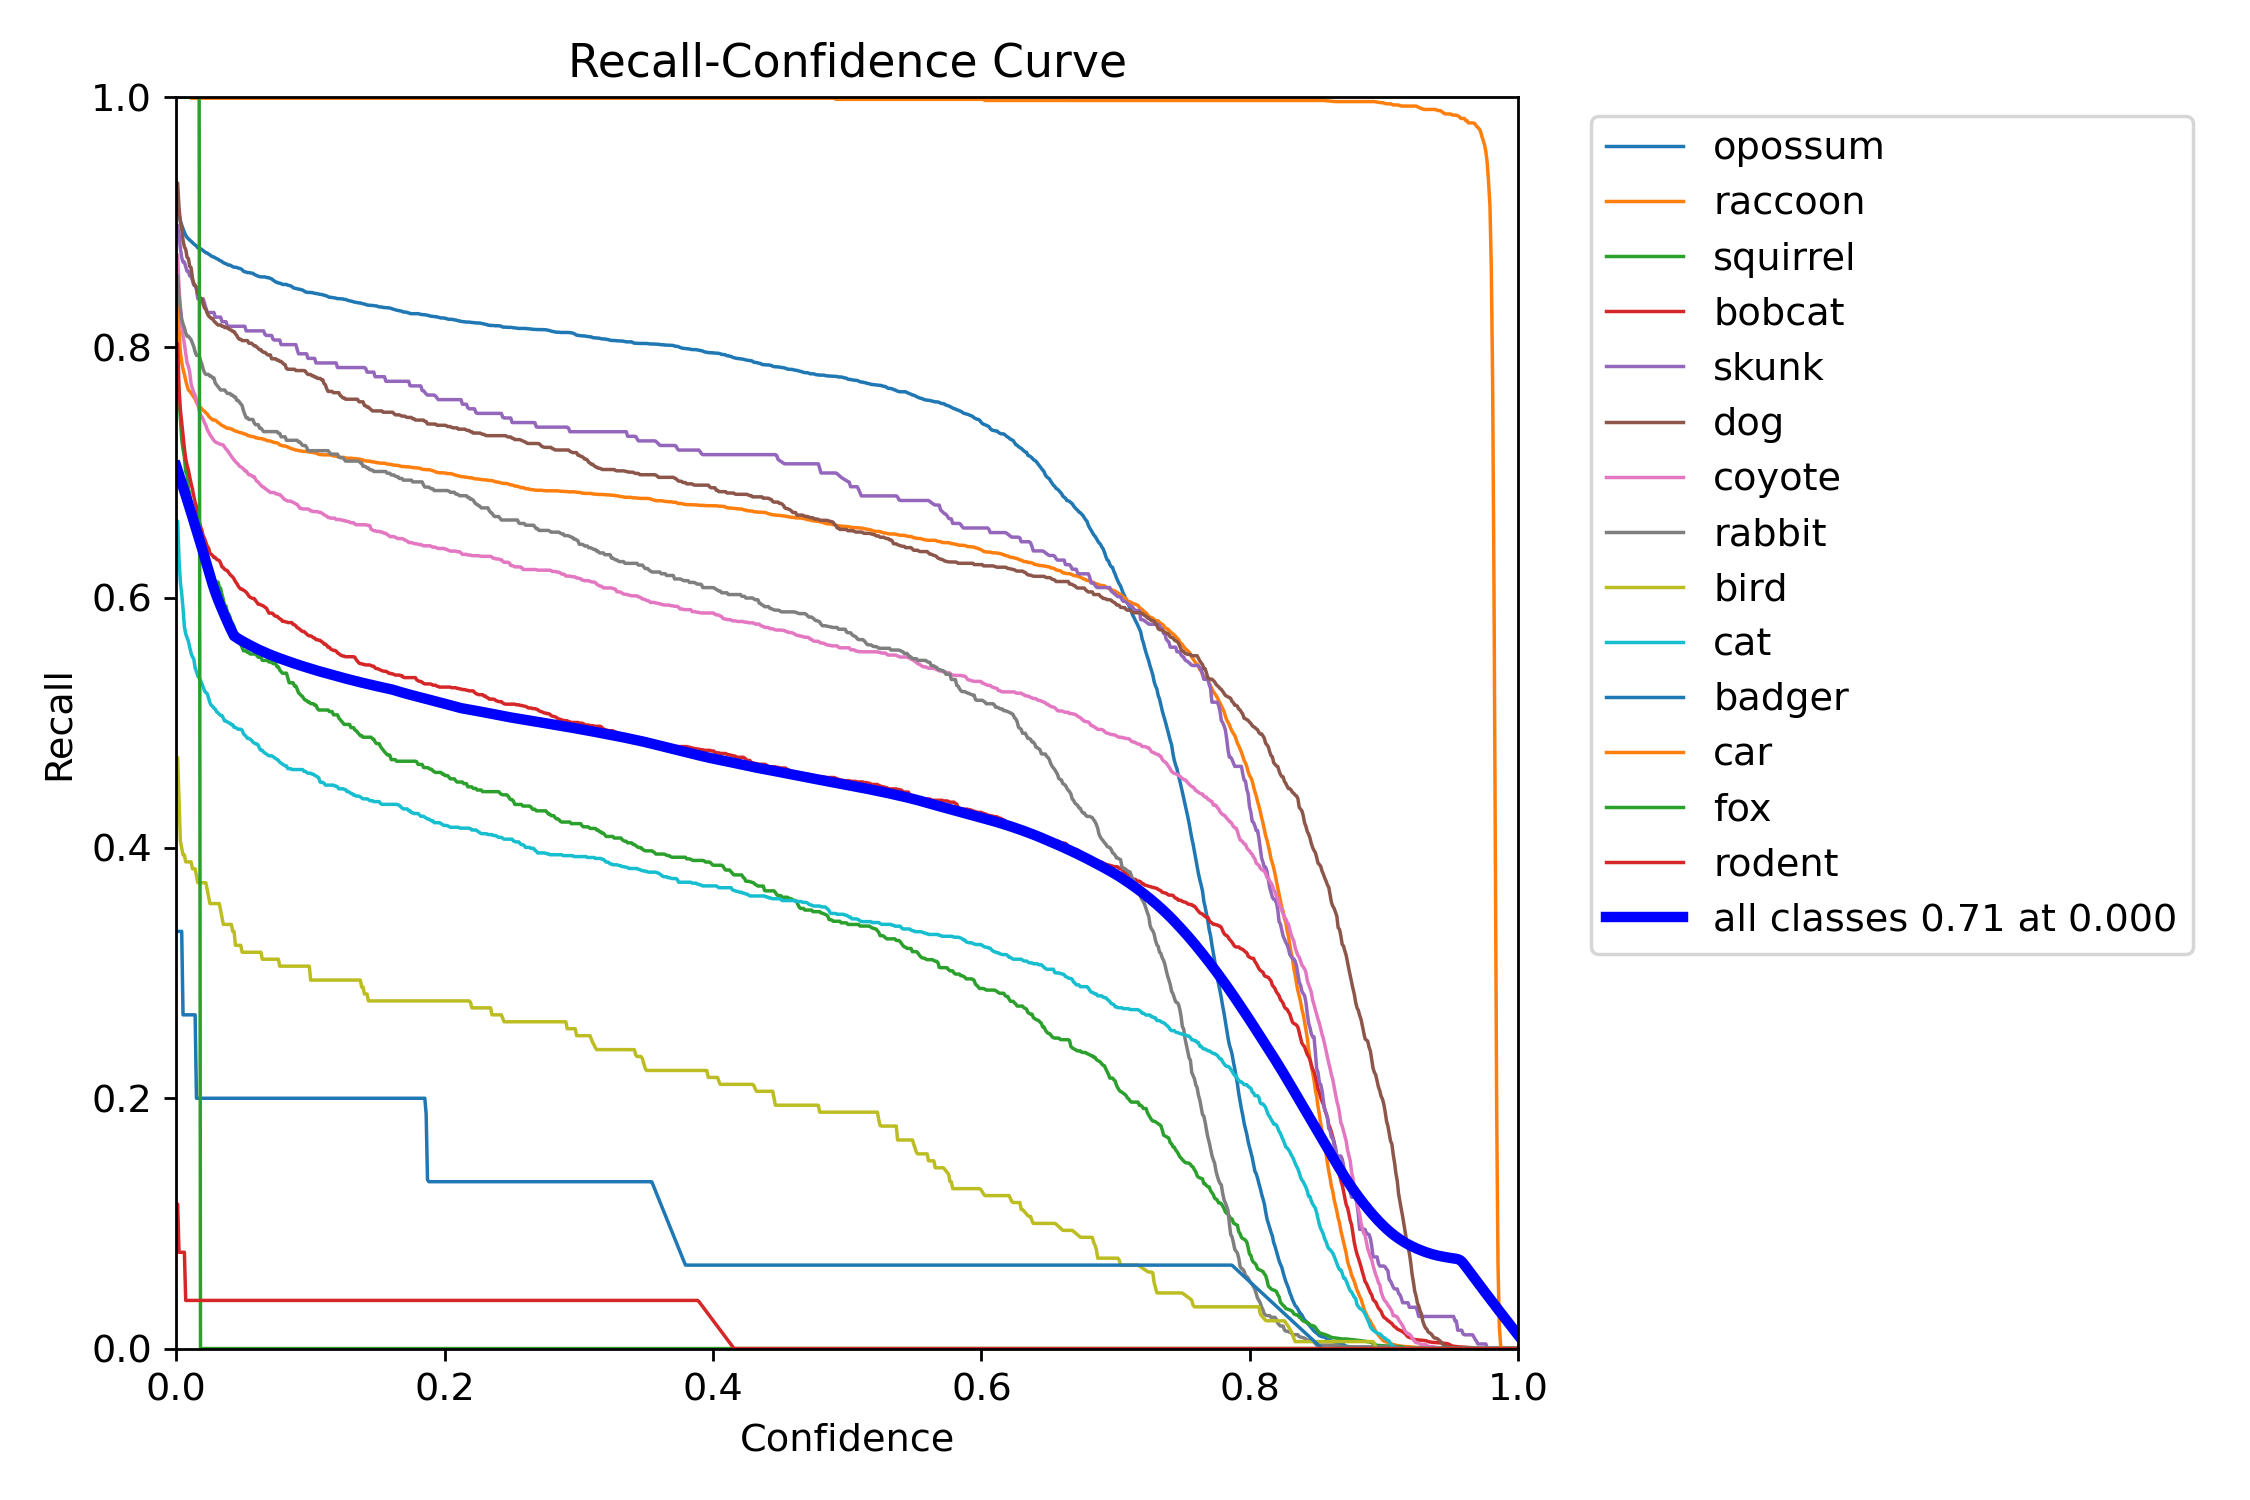 Recall-Confidence Curve
1.0
0.8
0.6
0.4
0.2
0.0
Recall
0.0 0.2 0.4 0.6 0.8 1.0
Confidence
opossum
raccoon
squirrel
bobcat
skunk
dog
coyote
rabbit
bird
cat
badger
car
fox
rodent
all classes 0.71 at 0.000